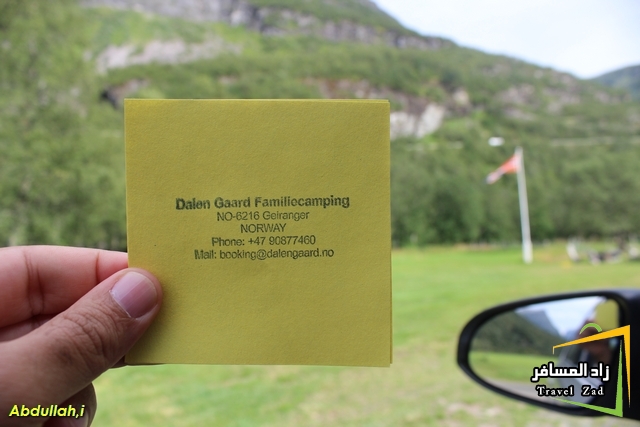 Dalen Gaard Familiecamping
NO-6216 Geiranger
NORWAY
Phone: +47 90877460
Mail: booking@dalengaard.no
زاد المسافر
Travel Zad
Abdullah,i